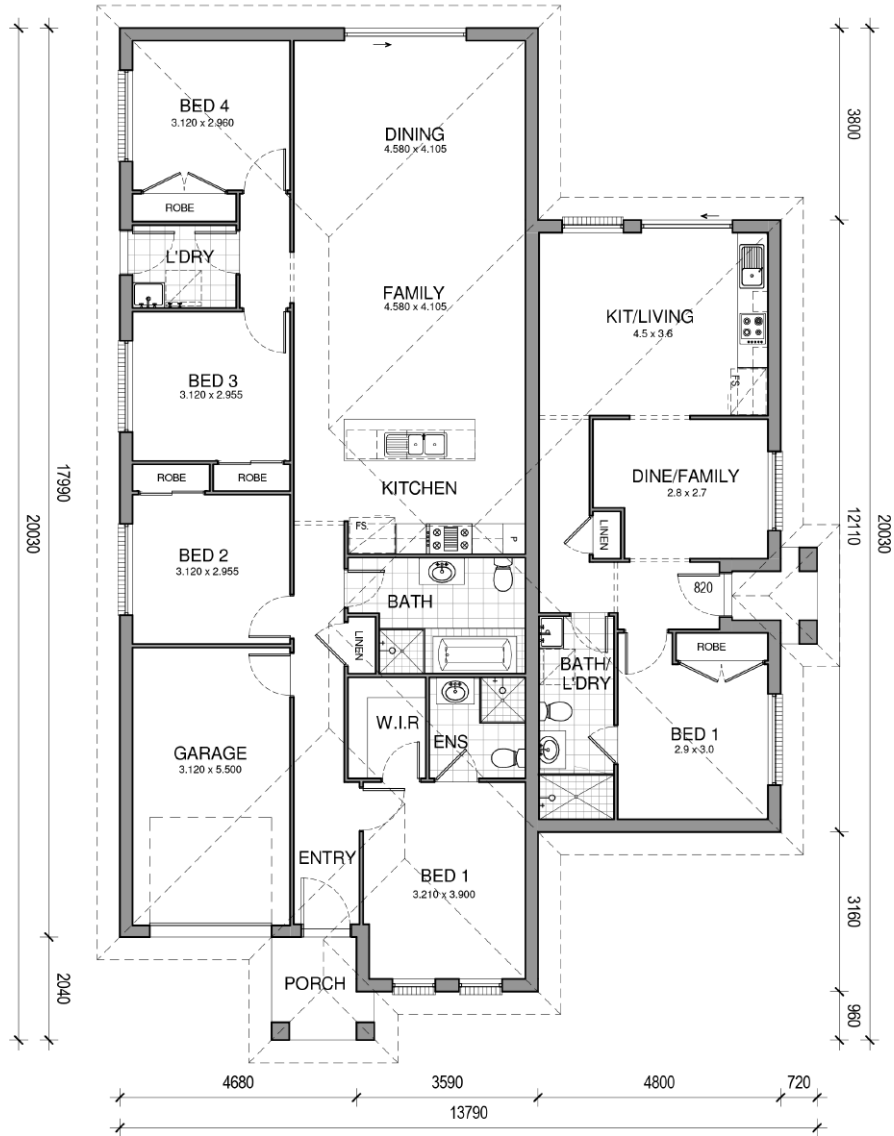 BED 4
3.120 x 2.960
DINING
4.580 x 4.105
3800
ROBE
L'DRY
FAMILY
4.580 x 4.105
KIT/LIVING
4.5 x 3.6
BED 3
3.120 x 2.955
FS.
ROBE
ROBE
KITCHEN
DINE/FAMILY
2.8 x 2.7
17990
20030
12110
20030
FS.
P
LINEN
BED 2
3.120 x 2.955
BATH
820
LINEN
ROBE
BATH/
L'DRY
W.I.R
ENS
BED 1
2.9 x 3.0
GARAGE
3.120 x 5.500
ENTRY
BED 1
3.210 x 3.900
3160
PORCH
2040
960
4680
3590
4800
720
13790